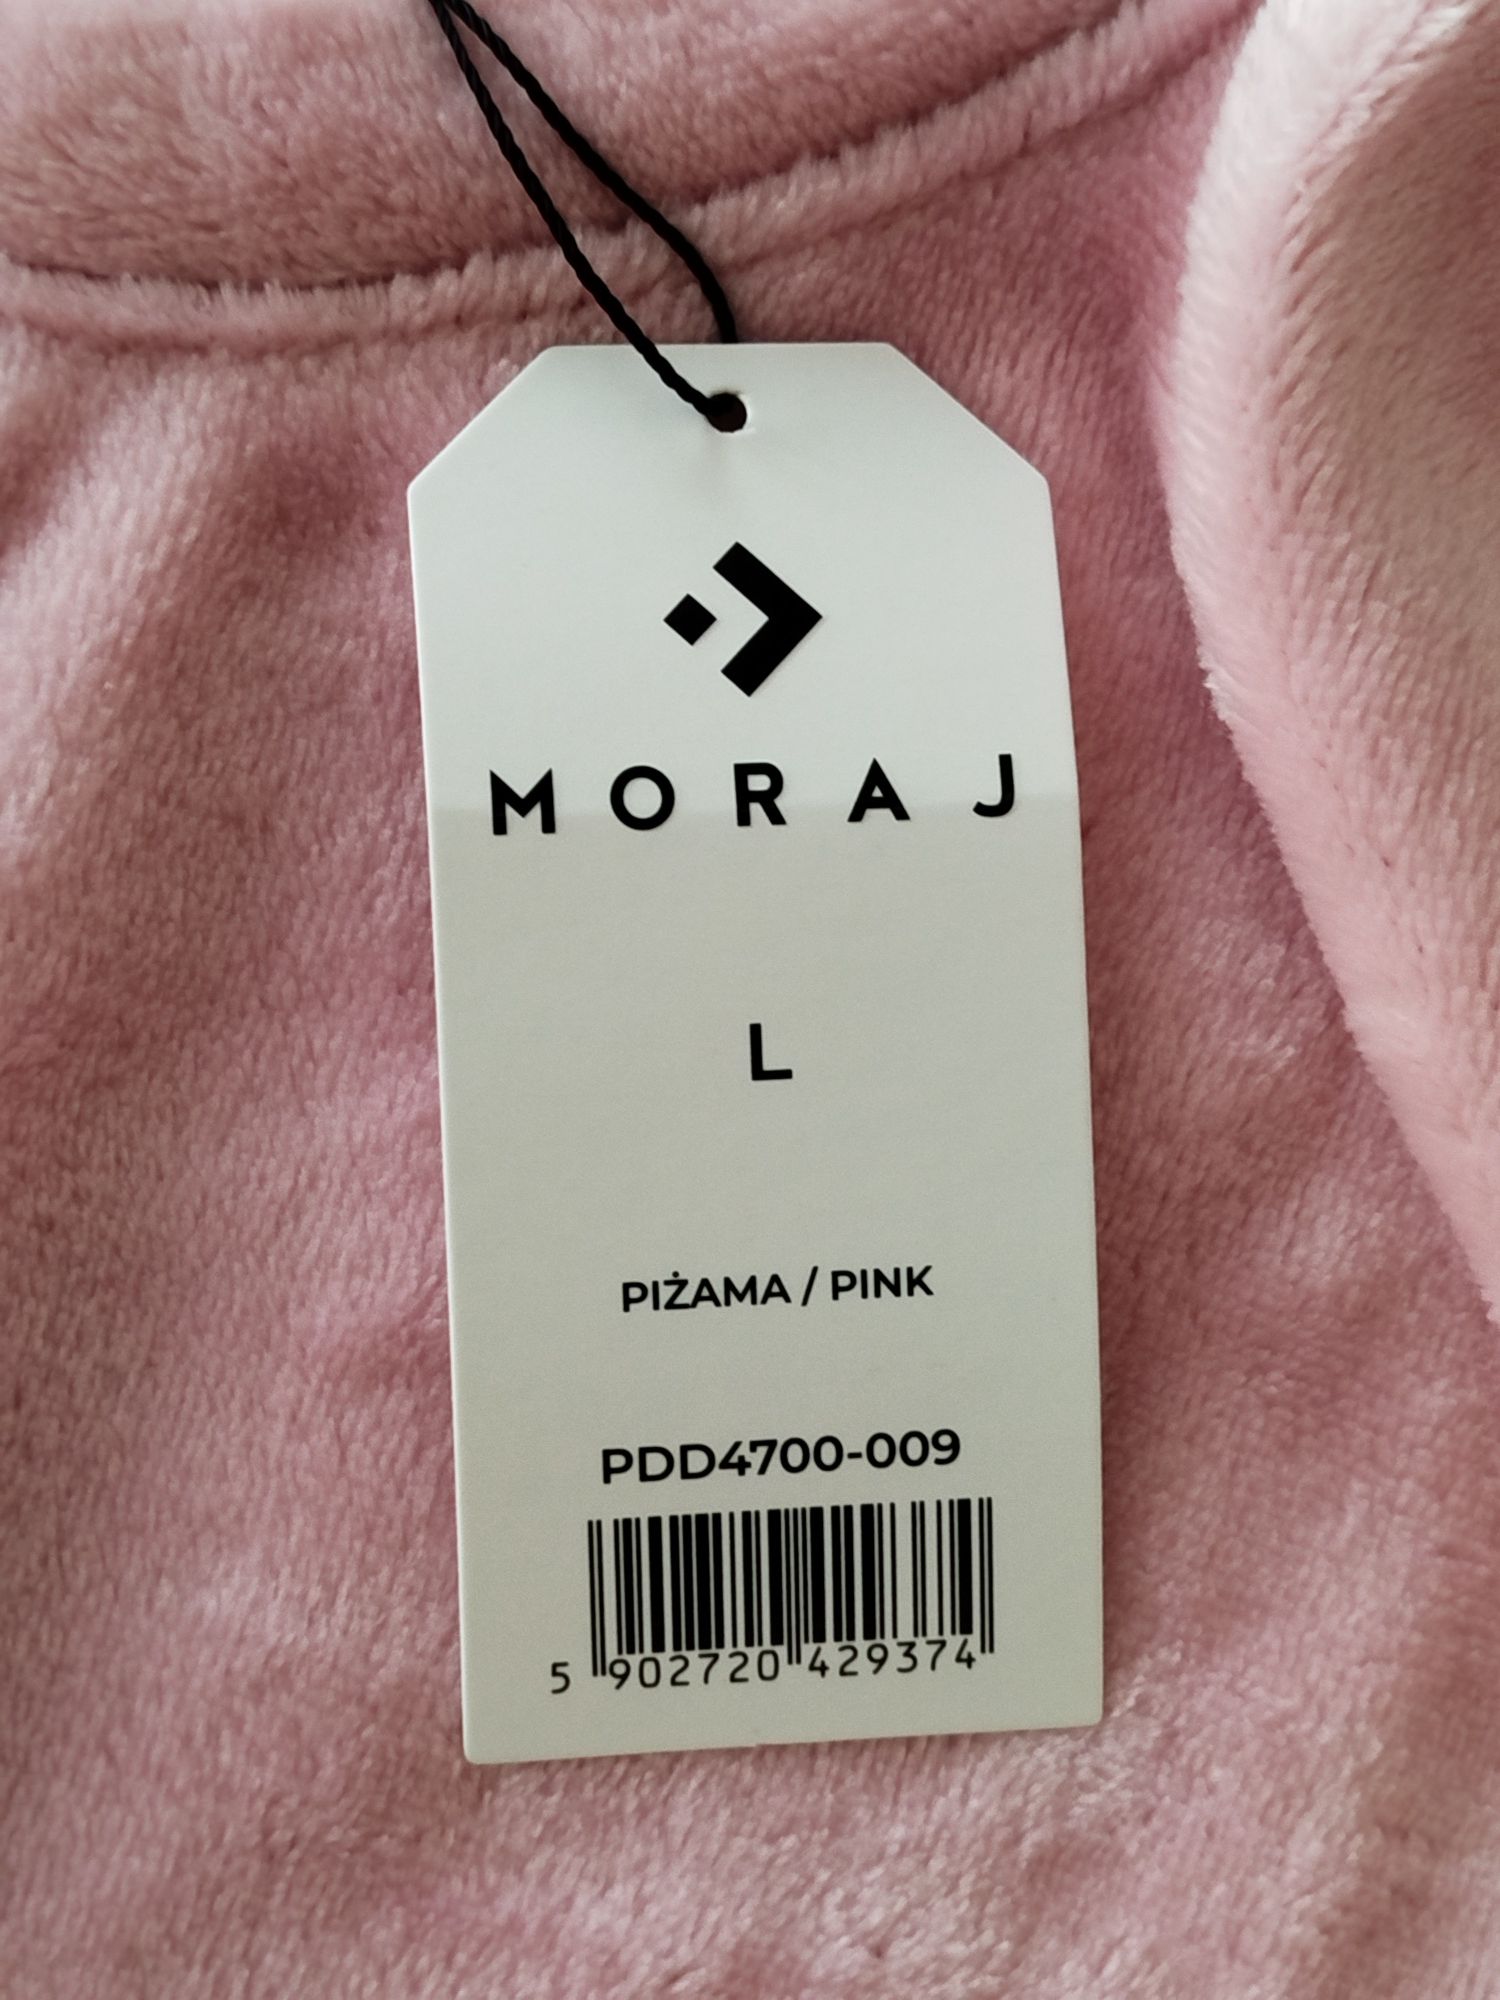 MORAJ
L
PIŻAMA / PINK
PDD4700-009
5 902720 429374